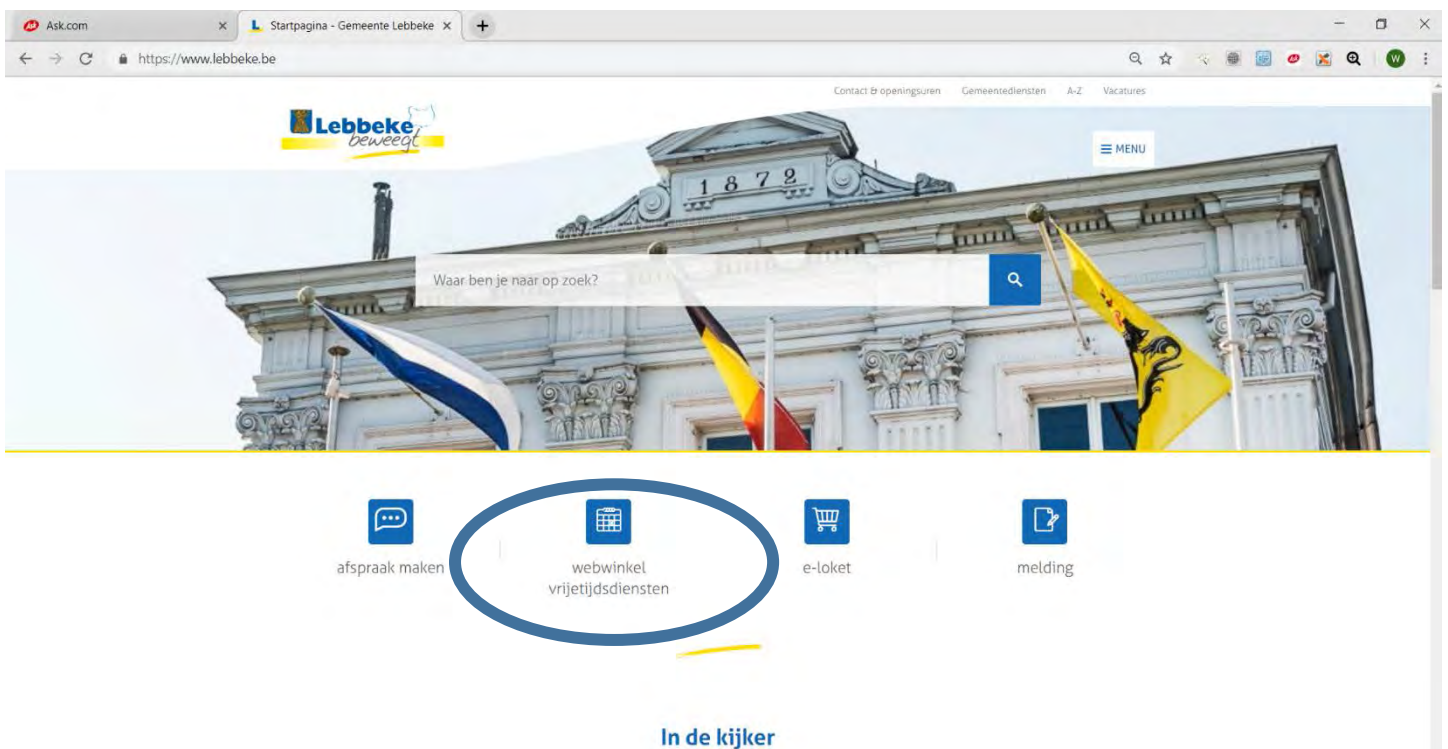 Ask.com
Startpagina - Gemeente Lebbeke
https://www.lebbeke.be
W
Contact & openingsuren Gemeentediensten A-Z Vacatures
Lebbeke
beweegt
MENU
1872
Waar ben je naar op zoek?
afspraak maken
webwinkel
vrijetijdsdiensten
e-loket
melding
In de kijker